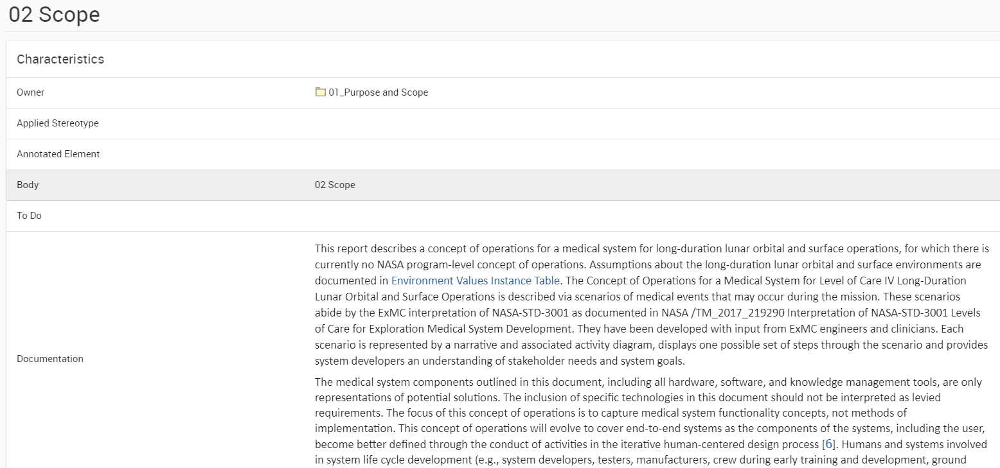 02 Scope
Characteristics
Owner
01_Purpose and Scope
Applied Stereotype
Annotated Element
Body
02 Scope
To Do
Documentation
This report describes a concept of operations for a medical system for long-duration lunar orbital and surface operations, for which there is
currently no NASA program-level concept of operations. Assumptions about the long-duration lunar orbital and surface environments are
documented in Environment Values Instance Table. The Concept of Operations for a Medical System for Level of Care IV Long-Duration
Lunar Orbital and Surface Operations is described via scenarios of medical events that may occur during the mission. These scenarios
abide by the ExMC interpretation of NASA-STD-3001 as documented in NASA /TM_2017_219290 Interpretation of NASA-STD-3001 Levels
of Care for Exploration Medical System Development. They have been developed with input from ExMC engineers and clinicians. Each
scenario is represented by a narrative and associated activity diagram, displays one possible set of steps through the scenario and provides
system developers an understanding of stakeholder needs and system goals.
The medical system components outlined in this document, including all hardware, software, and knowledge management tools, are only
representations of potential solutions. The inclusion of specific technologies in this document should not be interpreted as levied
requirements. The focus of this concept of operations is to capture medical system functionality concepts, not methods of
implementation. This concept of operations will evolve to cover end-to-end systems as the components of the systems, including the user,
become better defined through the conduct of activities in the iterative human-centered design process [6]. Humans and systems involved
in system life cycle development (e.g., system developers, testers, manufacturers, crew during early training and development, ground